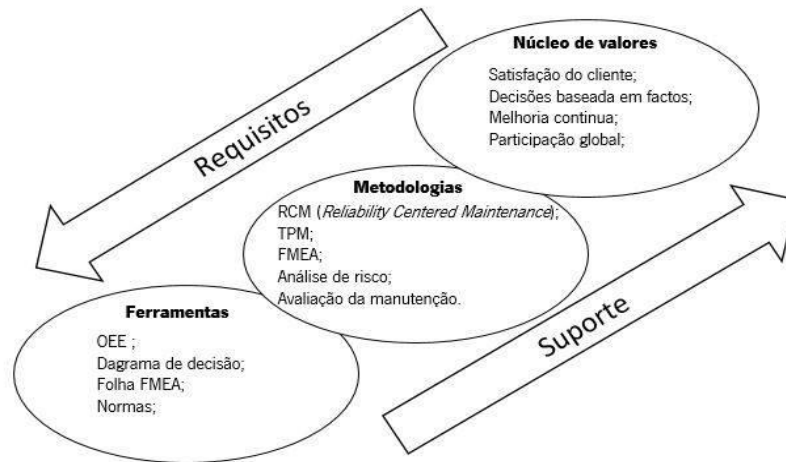 Núcleo de valores
Satisfação do cliente;
Decisões baseada em factos;
Melhoria continua;
Participação global;
Requisitos
Metodologias
RCM (Reliability Centered Maintenance);
TPM;
FMEA;
Análise de risco;
Avaliação da manutenção.
Ferramentas
OEE ;
Dagrama de decisão;
Folha FMEA;
Normas;
Suporte